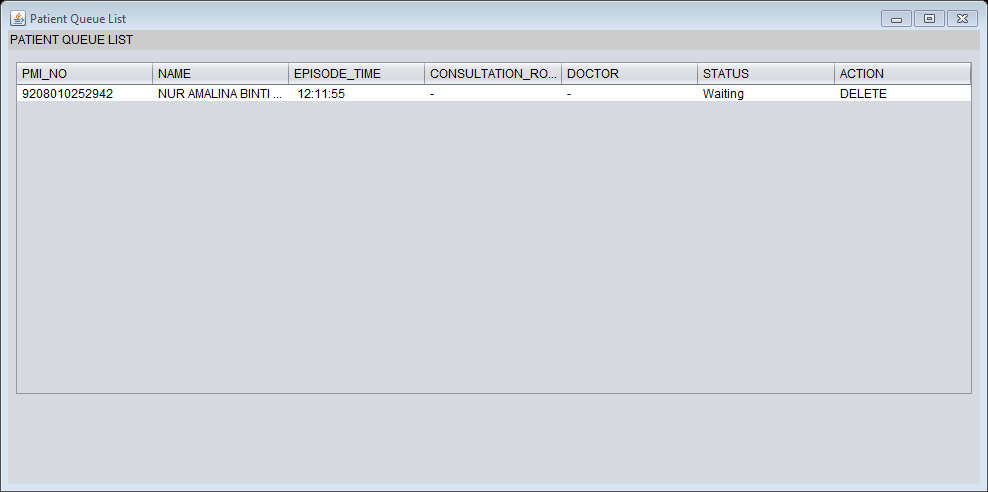 Patient Queue List
PATIENT QUEUE LIST
PMI_NO NAME EPISODE_TIME CONSULTATION_RO... DOCTOR STATUS ACTION
9208010252942 NUR AMALINA BINTI ... 12:11:55 - - Waiting DELETE